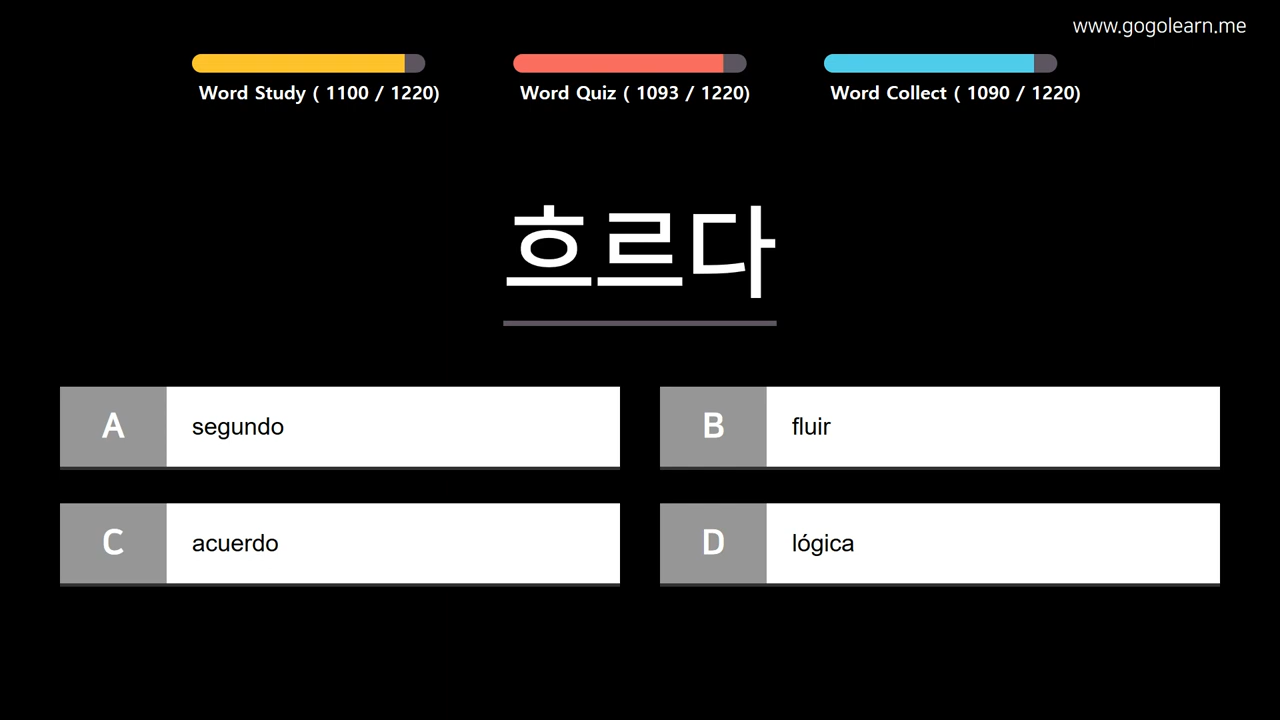 www.gogolearn.me
Word Study ( 1100 / 1220)
Word Quiz ( 1093 / 1220)
Word Collect ( 1090 / 1220)
흐르다
A segundo
B fluir
C acuerdo
D lógica